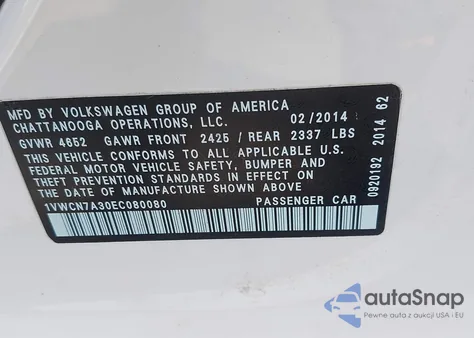 MFD BY VOLKSWAGEN GROUP OF AMERICA
CHATTANOOGA OPERATIONS, LLC. 02/2014
GVWR 4652 GAWR FRONT 2425 / REAR 2337 LBS
THIS VEHICLE CONFORMS TO ALL APPLICABLE U.S.
FEDERAL MOTOR VEHICLE SAFETY, BUMPER AND
THEFT PREVENTION STANDARDS IN EFFECT ON
THE DATE OF MANUFACTURE SHOWN ABOVE.
1VWCN7A30EC080080 PASSENGER CAR
0920192 2014 62
autoSnap
Pewne auta z aukcji USA i EU